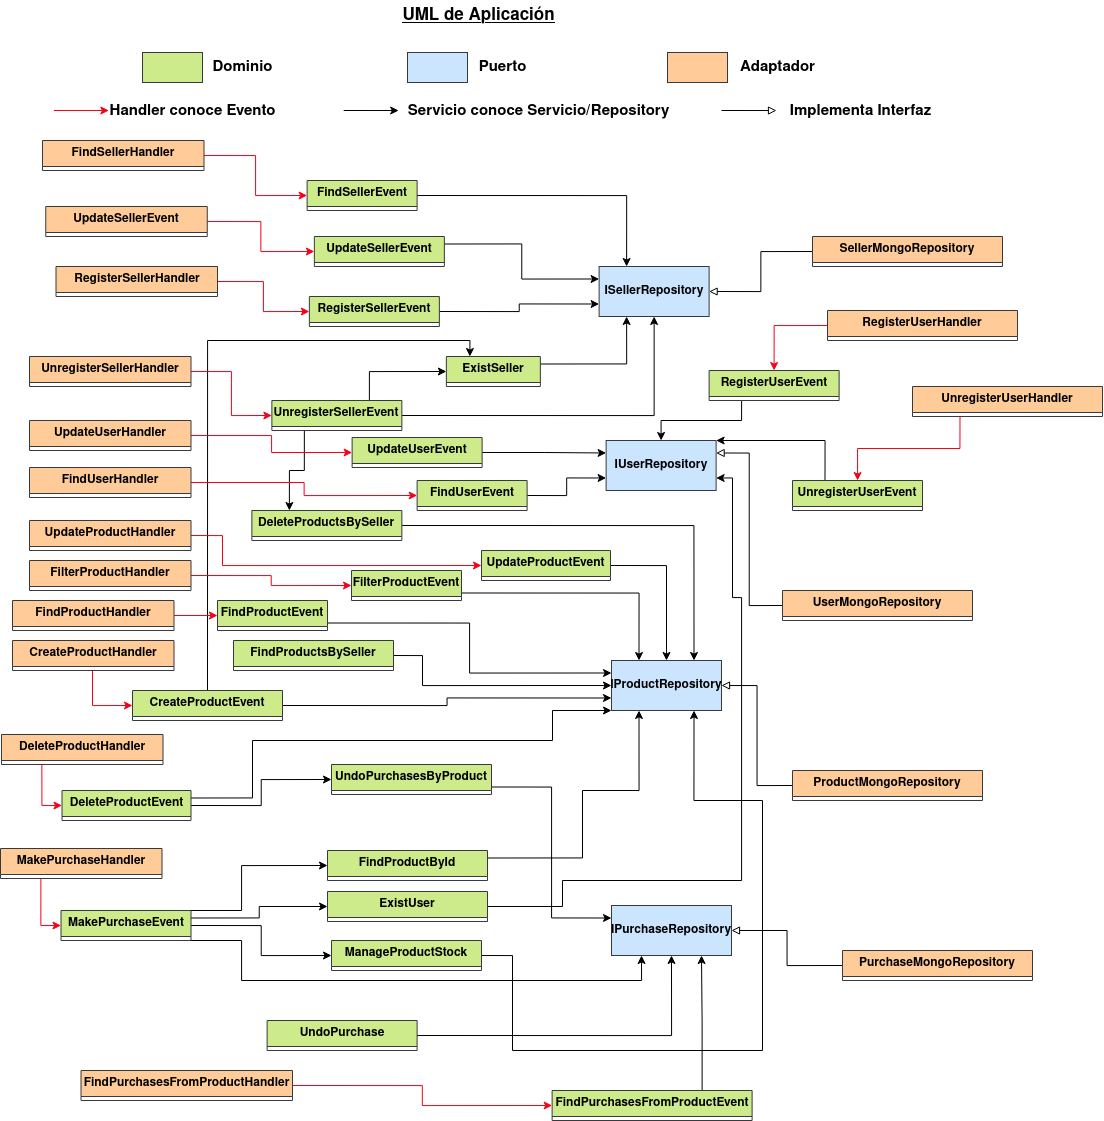 UML de Aplicación
Dominio
Puerto
Adaptador
Handler conoce Evento
Servicio conoce Servicio/Repository
Implementa Interfaz
FindSellerHandler
FindSellerEvent
UpdateSellerEvent
UpdateSellerEvent
SellerMongoRepository
RegisterSellerHandler
ISellerRepository
RegisterSellerEvent
RegisterUserHandler
UnregisterSellerHandler
ExistSeller
RegisterUserEvent
UnregisterUserHandler
UnregisterSellerEvent
UpdateUserHandler
UpdateUserEvent
IUserRepository
FindUserHandler
FindUserEvent
UnregisterUserEvent
DeleteProductsBySeller
UpdateProductHandler
UpdateProductEvent
FilterProductHandler
FilterProductEvent
UserMongoRepository
FindProductHandler
FindProductEvent
CreateProductHandler
FindProductsBySeller
IProductRepository
CreateProductEvent
DeleteProductHandler
UndoPurchasesByProduct
ProductMongoRepository
DeleteProductEvent
MakePurchaseHandler
FindProductById
ExistUser
MakePurchaseEvent
IPurchaseRepository
ManageProductStock
PurchaseMongoRepository
UndoPurchase
FindPurchasesFromProductHandler
FindPurchasesFromProductEvent